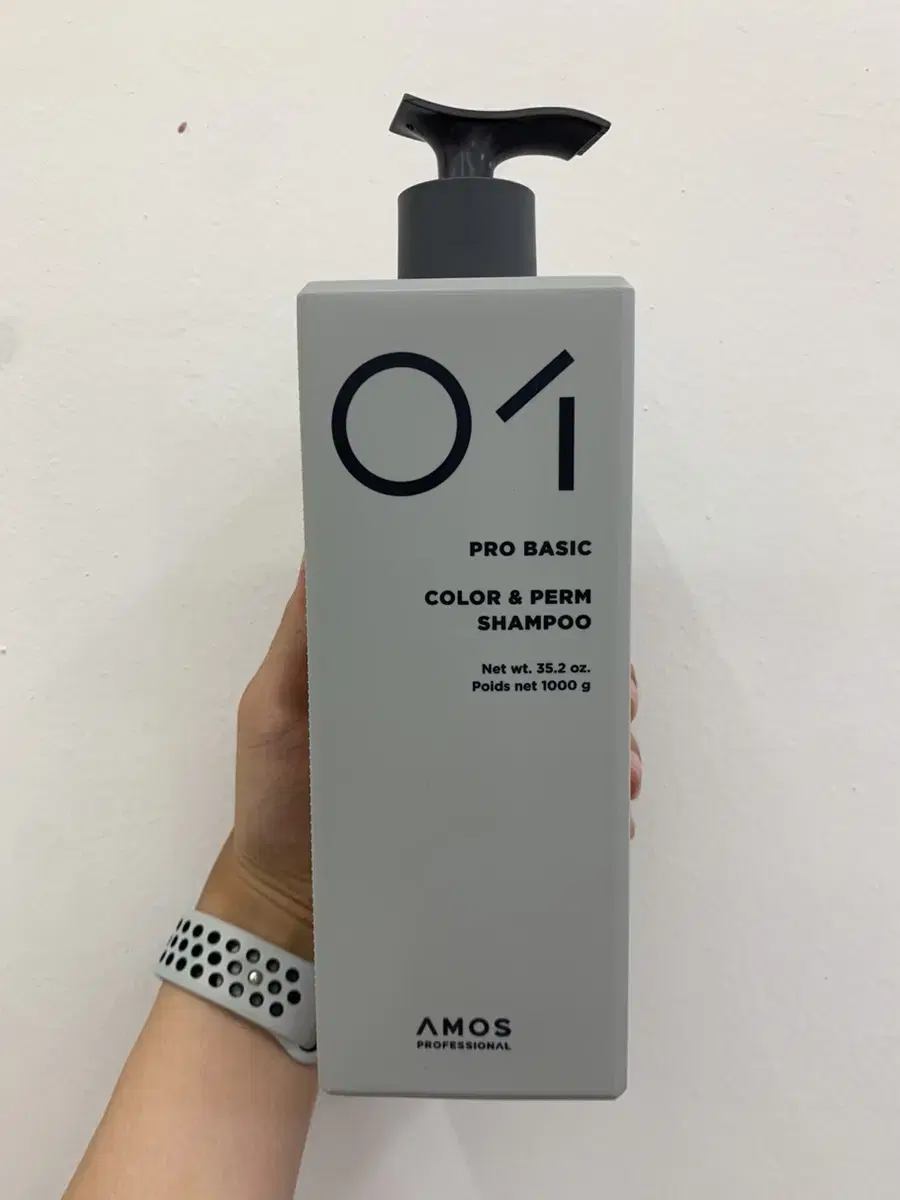 01
PRO BASIC
COLOR & PERM
SHAMPOO
Net wt. 35.2 oz.
Poids net 1000 g
AMOS
PROFESSIONAL